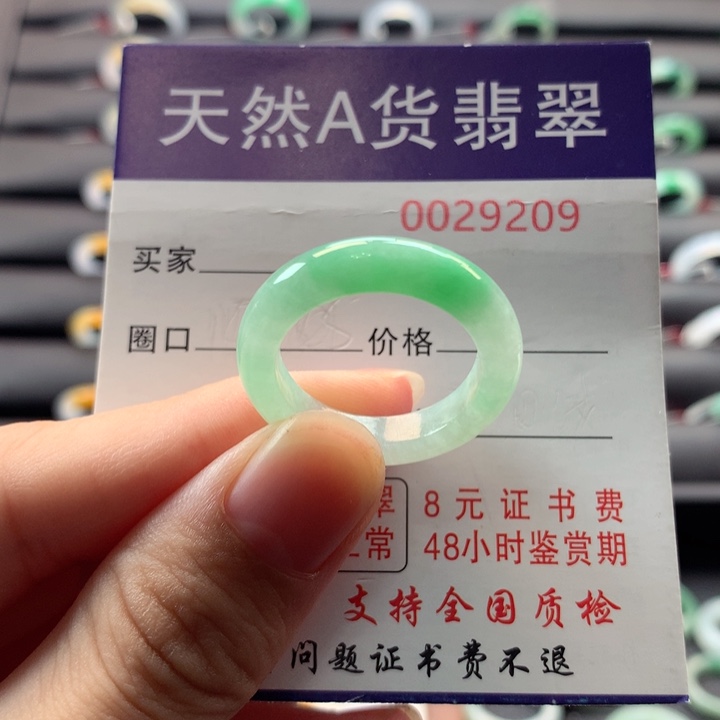 天然A货翡翠
0029209
买家
圈口 价格
翠 8元证书费
常 48小时鉴赏期
支持全国质检
问题证书费不退